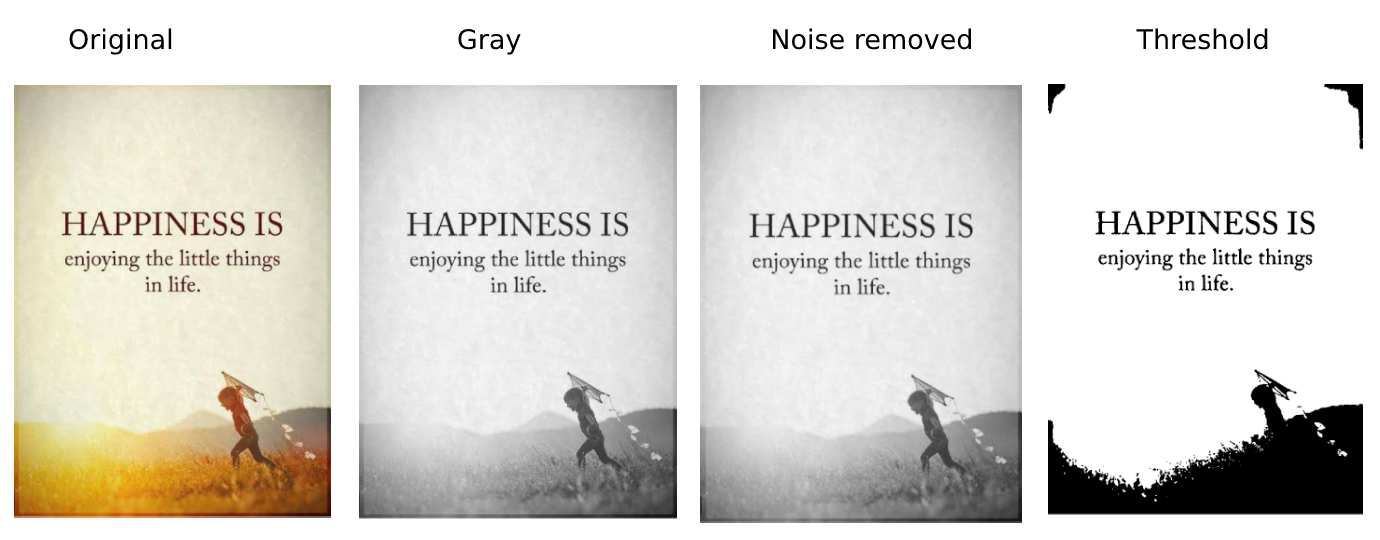 Original Gray Noise removed Threshold
HAPPINESS IS
enjoying the little things
in life.
HAPPINESS IS
enjoying the little things
in life.
HAPPINESS IS
enjoying the little things
in life.
HAPPINESS IS
enjoying the little things
in life.